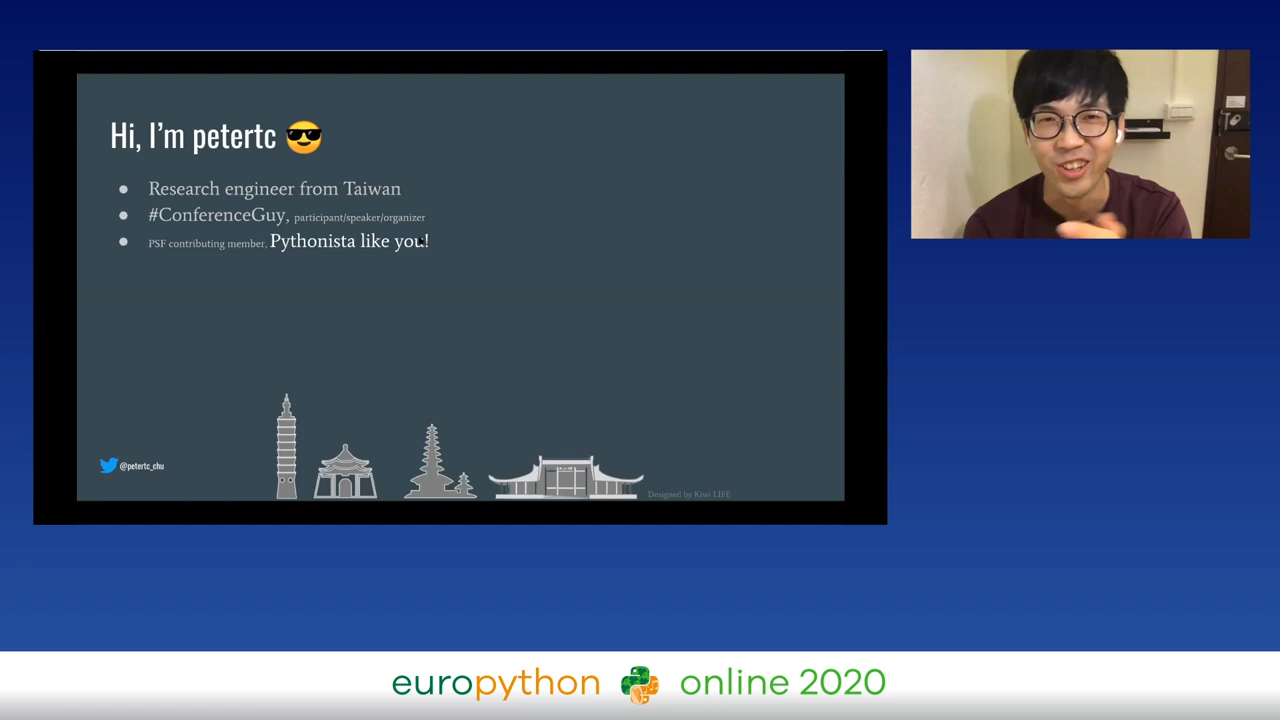 Hi, I'm petertc 😎
● Research engineer from Taiwan
● #ConferenceGuy, participant/speaker/organizer
● PSF contributing member, Pythonista like you!
@petertc_chu
Designed by Knei LIFE
europython online 2020